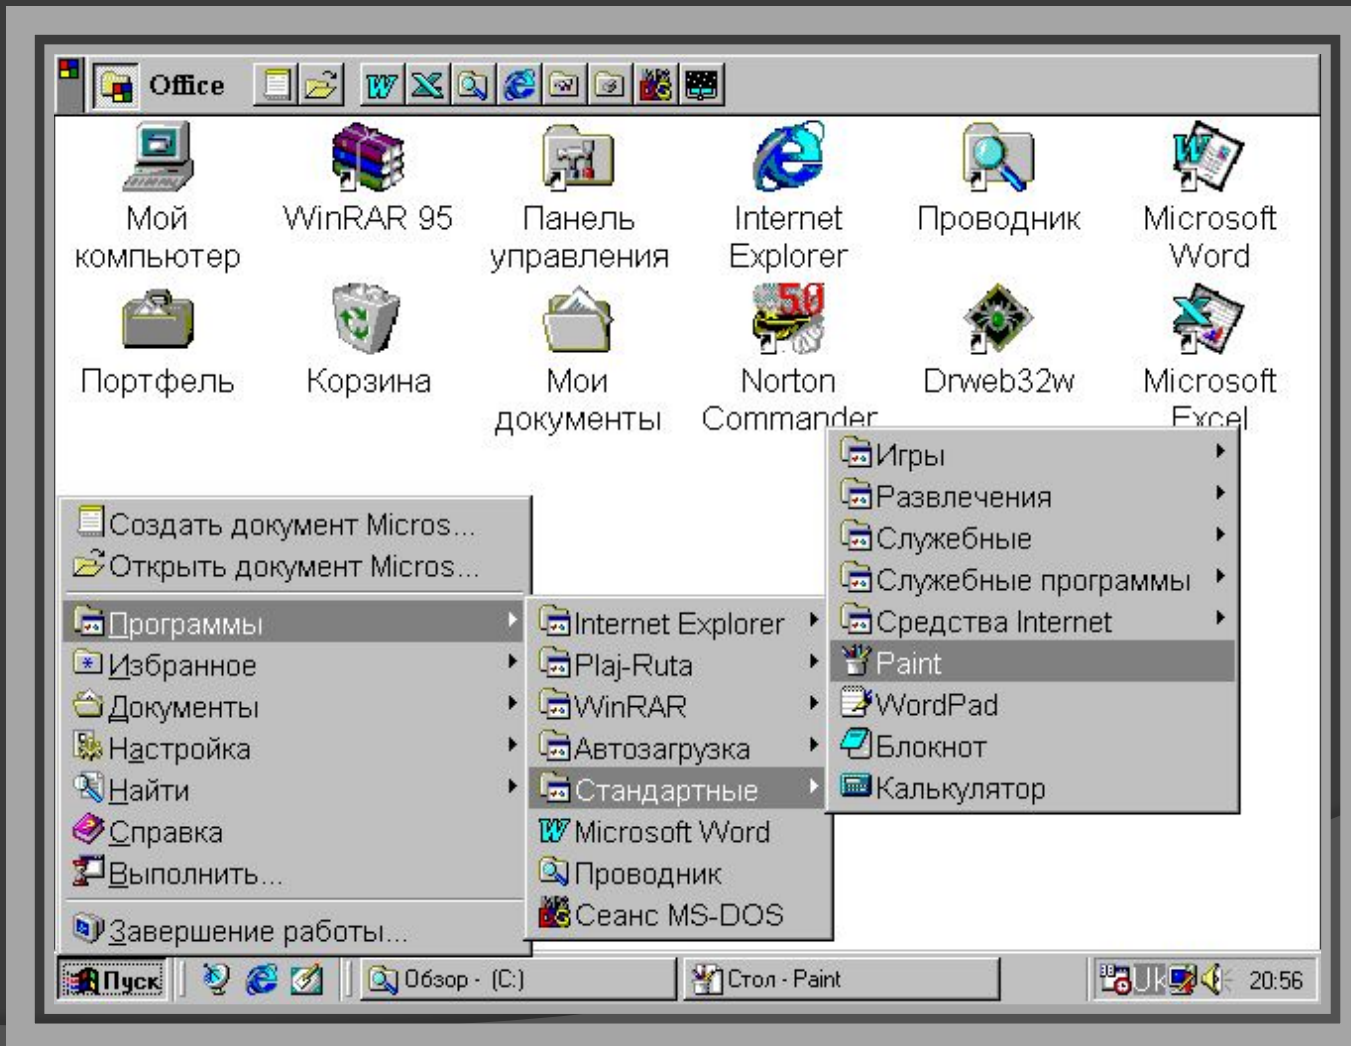 Office
Мой
компьютер
WinRAR 95
Панель
управления
Internet
Explorer
Проводник
Microsoft
Word
Портфель
Корзина
Мои
документы
5.0
Norton
Commander
Drweb32w
Microsoft
Excel
Создать документ Micros...
Открыть документ Micros...
Программы
Избранное
Документы
Настройка
Найти
Справка
Выполнить...
Завершение работы...
Internet Explorer
Plaj-Ruta
WinRAR
Автозагрузка
Стандартные
Microsoft Word
Проводник
Сеанс MS-DOS
Игры
Развлечения
Служебные
Служебные программы
Средства Internet
Paint
WordPad
Блокнот
Калькулятор
Пуск
Обзор - (C:)
Стол - Paint
Uk
20:56